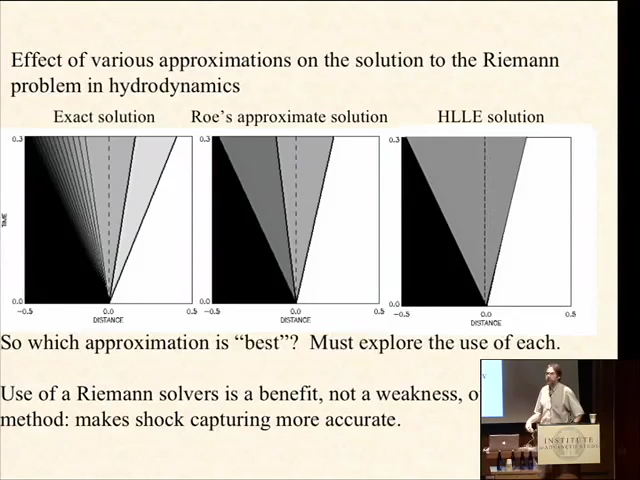 Effect of various approximations on the solution to the Riemann
problem in hydrodynamics
Exact solution Roe's approximate solution HLLE solution
0.3 0.3 0.3
TIME
0.0 0.0 0.0
-0.5 0.0 0.5 -0.5 0.0 0.5 -0.5 0.0 0.5
DISTANCE DISTANCE DISTANCE
So which approximation is "best"? Must explore the use of each.
Use of a Riemann solvers is a benefit, not a weakness, o
method: makes shock capturing more accurate.
INSTITUTE
ADVANCED STUDY